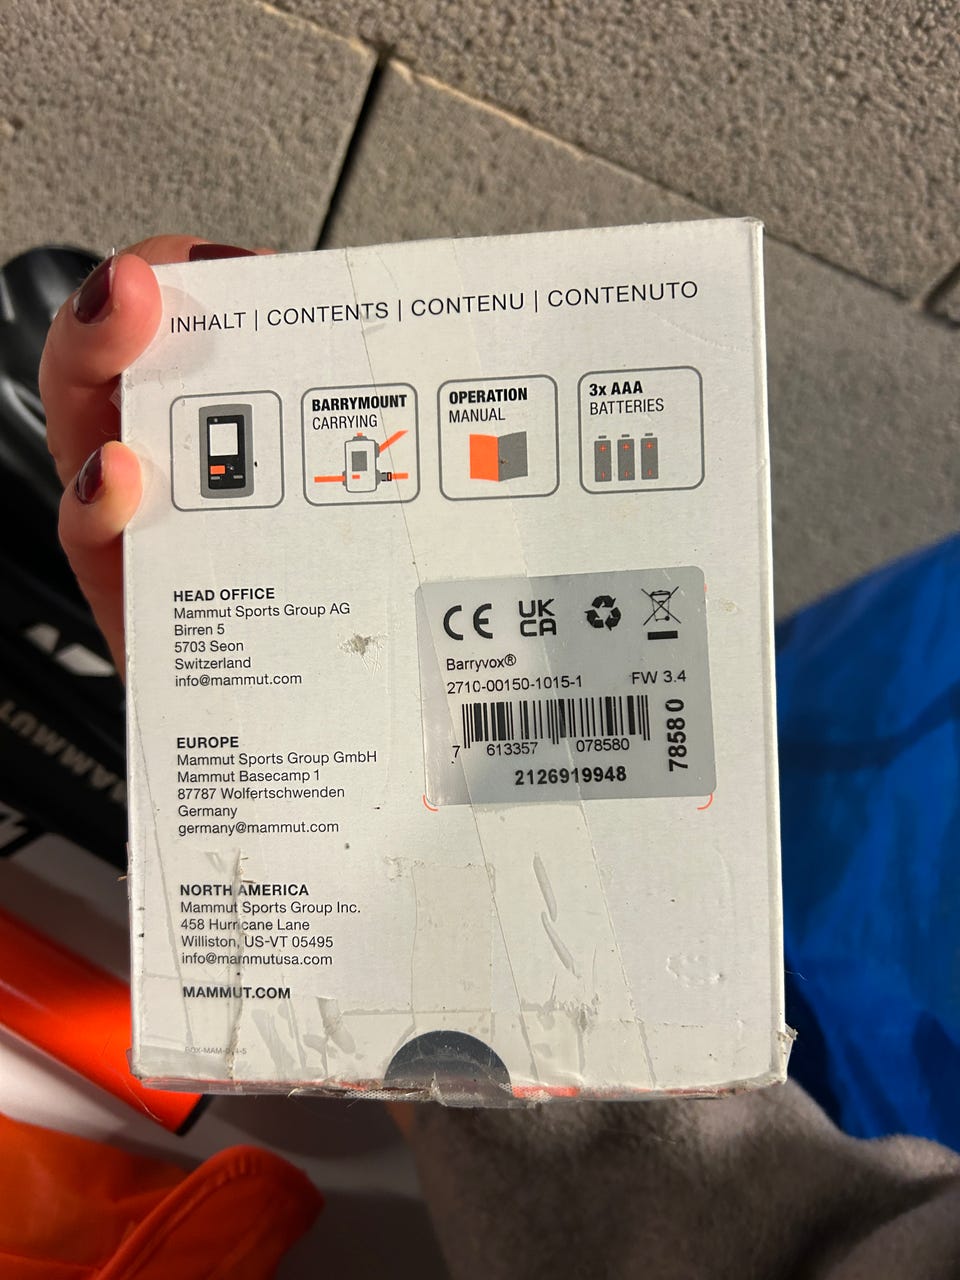 INHALT | CONTENTS | CONTENU | CONTENUTO
BARRYMOUNT
CARRYING
OPERATION
MANUAL
3x AAA
BATTERIES
HEAD OFFICE
Mammut Sports Group AG
Birren 5
5703 Seon
Switzerland
info@mammut.com
EUROPE
Mammut Sports Group GmbH
Mammut Basecamp 1
87787 Wolfertschwenden
Germany
germany@mammut.com
NORTH AMERICA
Mammut Sports Group Inc.
458 Hurricane Lane
Williston, US-VT 05495
info@mammutusa.com
MAMMUT.COM
CE
UK
CA
Barryvox®
2710-00150-1015-1 FW 3.4
7 613357 078580
2126919948
7858 0
MAMMUT